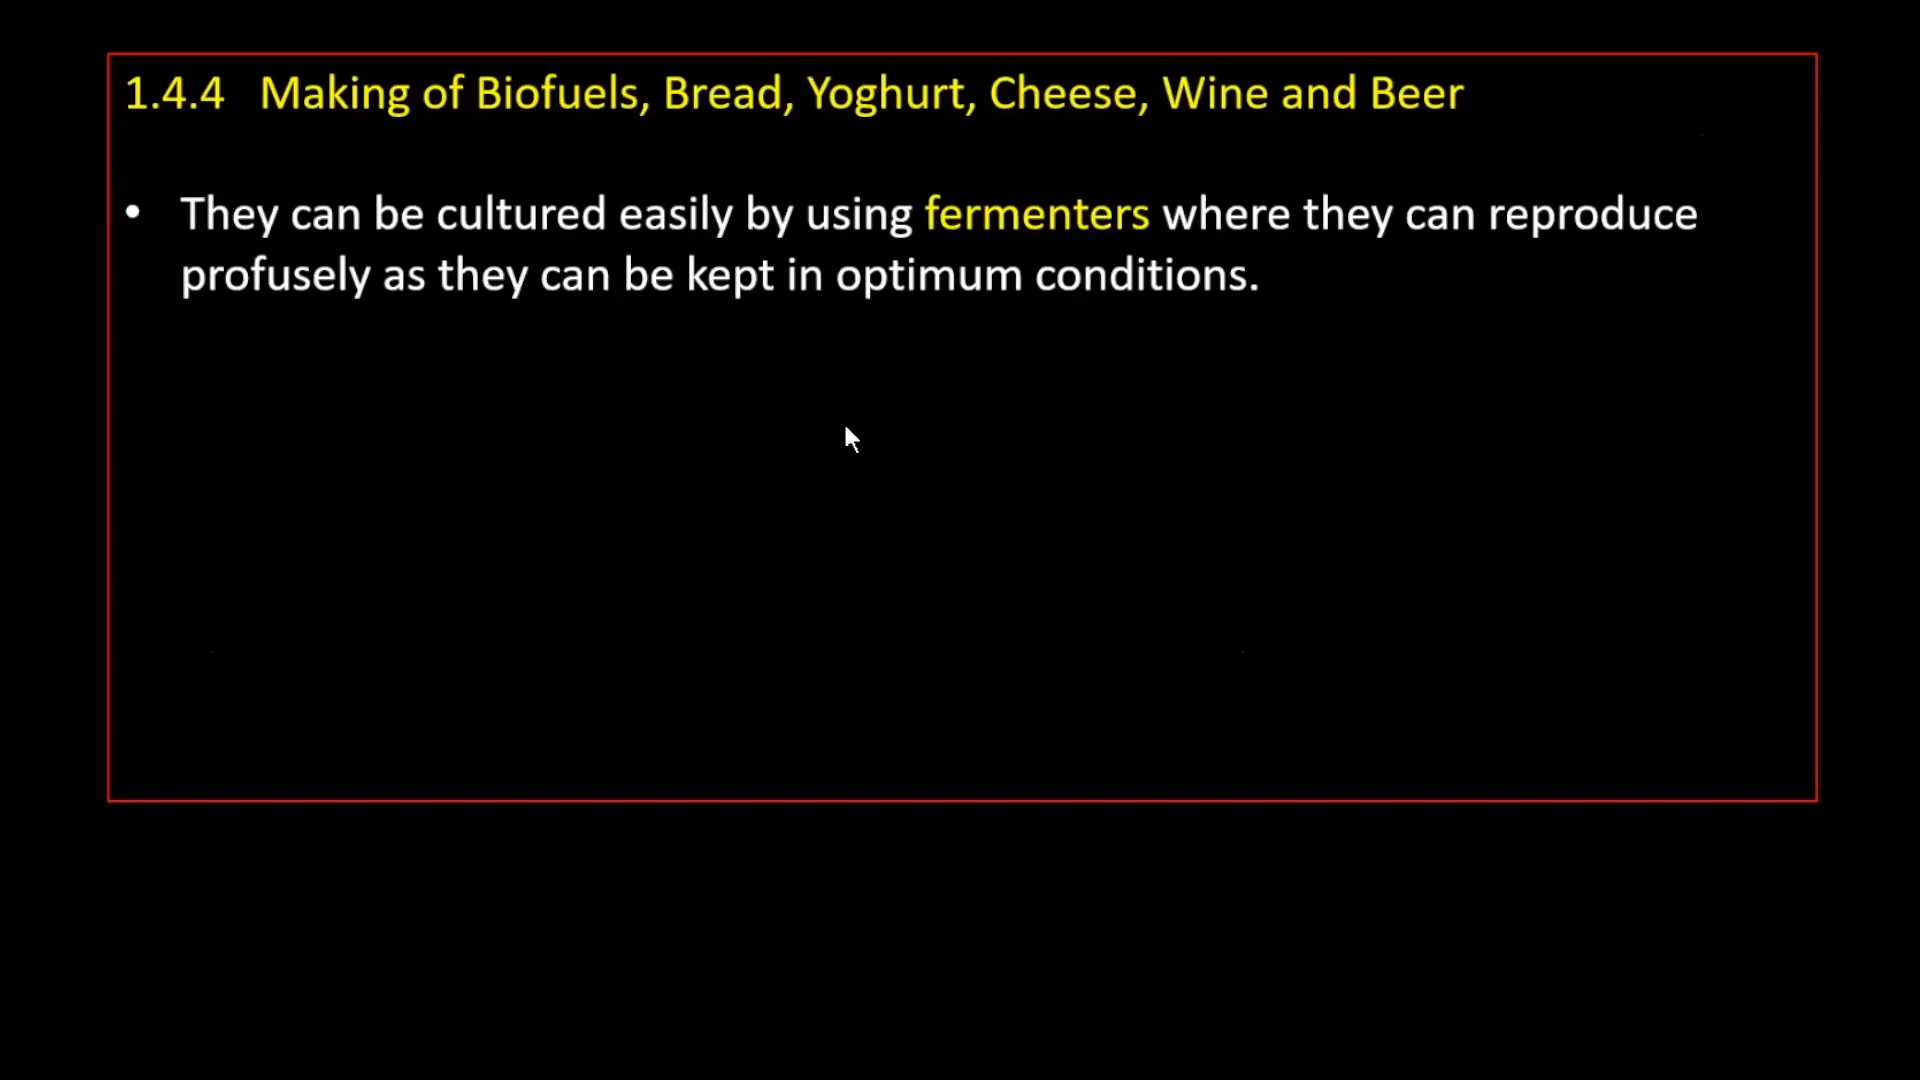 1.4.4 Making of Biofuels, Bread, Yoghurt, Cheese, Wine and Beer
• They can be cultured easily by using fermenters where they can reproduce
profusely as they can be kept in optimum conditions.